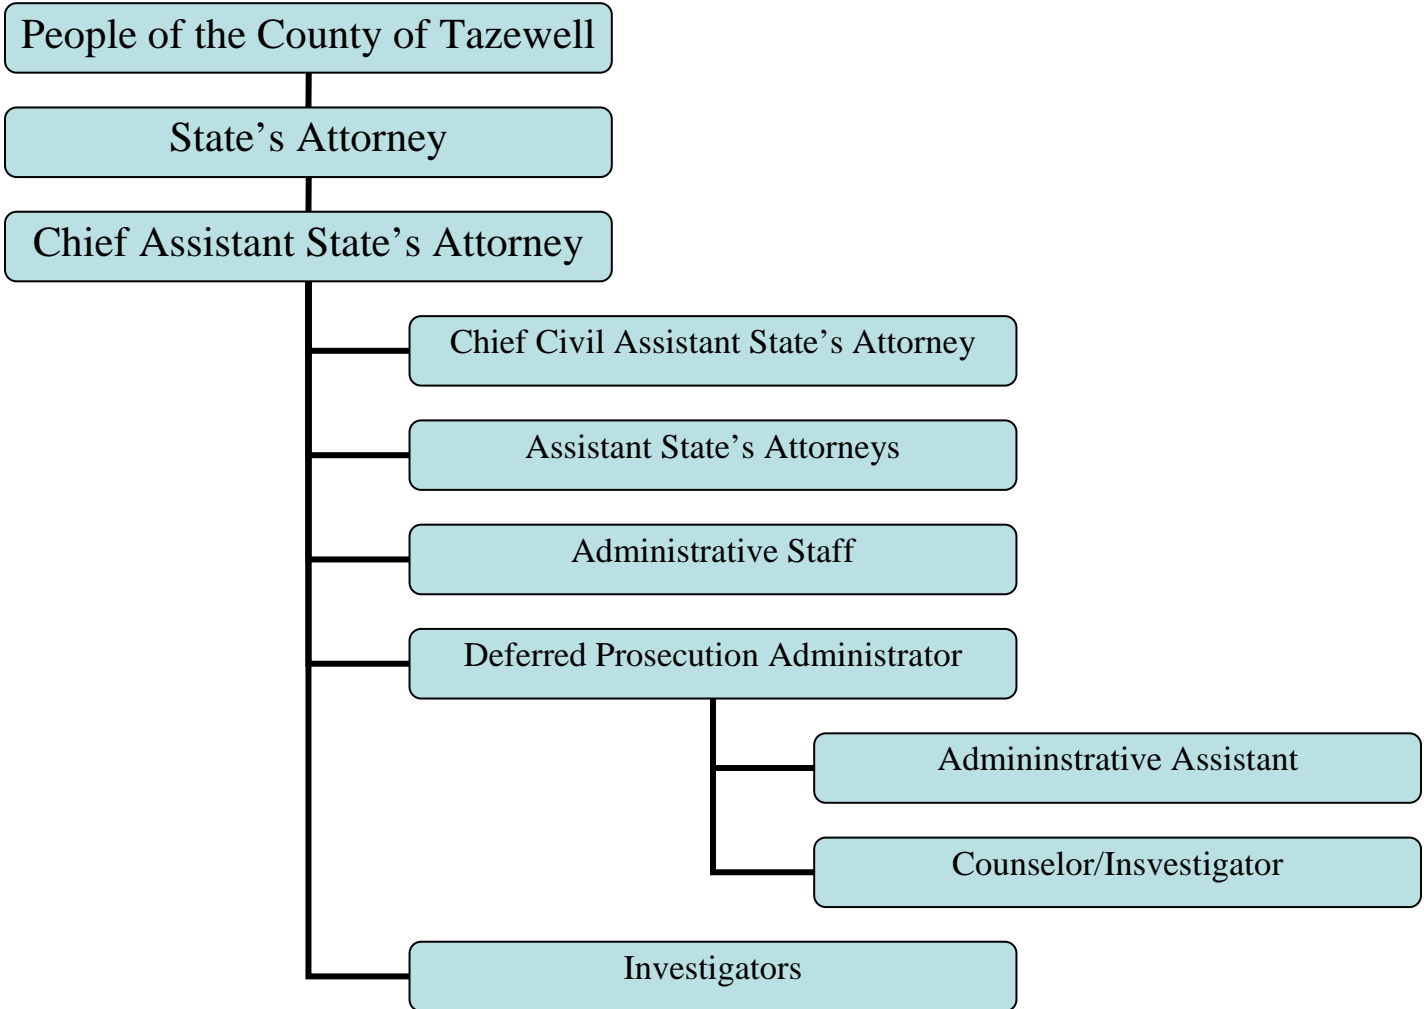 People of the County of Tazewell
State’s Attorney
Chief Assistant State’s Attorney
Chief Civil Assistant State’s Attorney
Assistant State’s Attorneys
Administrative Staff
Deferred Prosecution Administrator
Admininstrative Assistant
Counselor/Insvestigator
Investigators